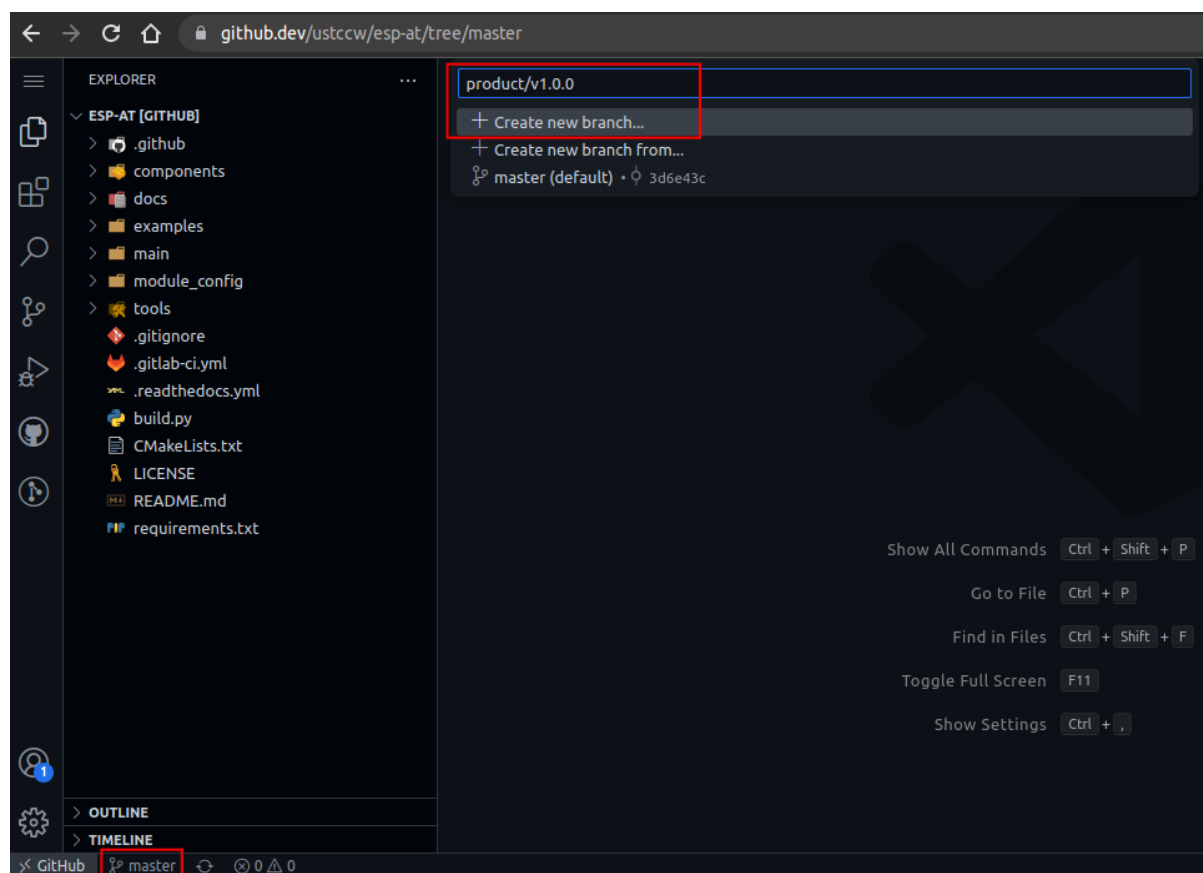 github.dev/ustccw/esp-at/tree/master
EXPLORER ...
ESP-AT [GITHUB]
.github
components
docs
examples
main
module_config
tools
.gitignore
.gitlab-ci.yml
.readthedocs.yml
build.py
CMakeLists.txt
LICENSE
README.md
requirements.txt
product/v1.0.0
+ Create new branch...
+ Create new branch from...
master (default) • 3d6e43c
Show All Commands Ctrl + Shift + P
Go to File Ctrl + P
Find in Files Ctrl + Shift + F
Toggle Full Screen F11
Show Settings Ctrl + ,
1
OUTLINE
TIMELINE
GitHub master 0 0